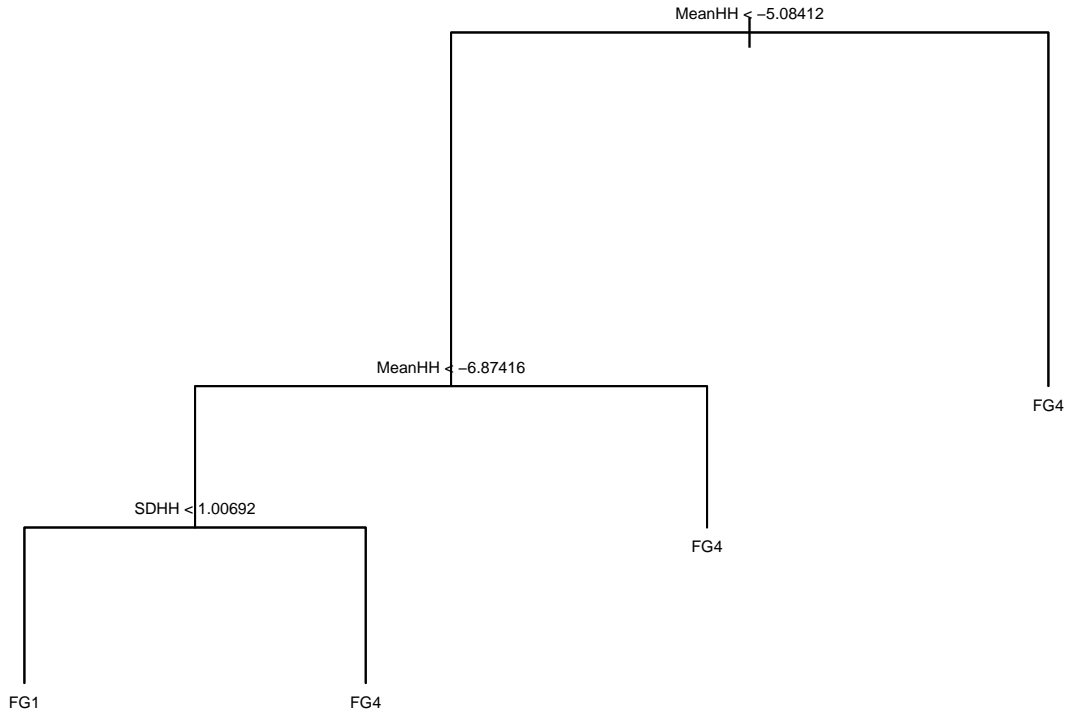 MeanHH < −5.08412
MeanHH < −6.87416
FG4
SDHH < 1.00692
FG4
FG1
FG4